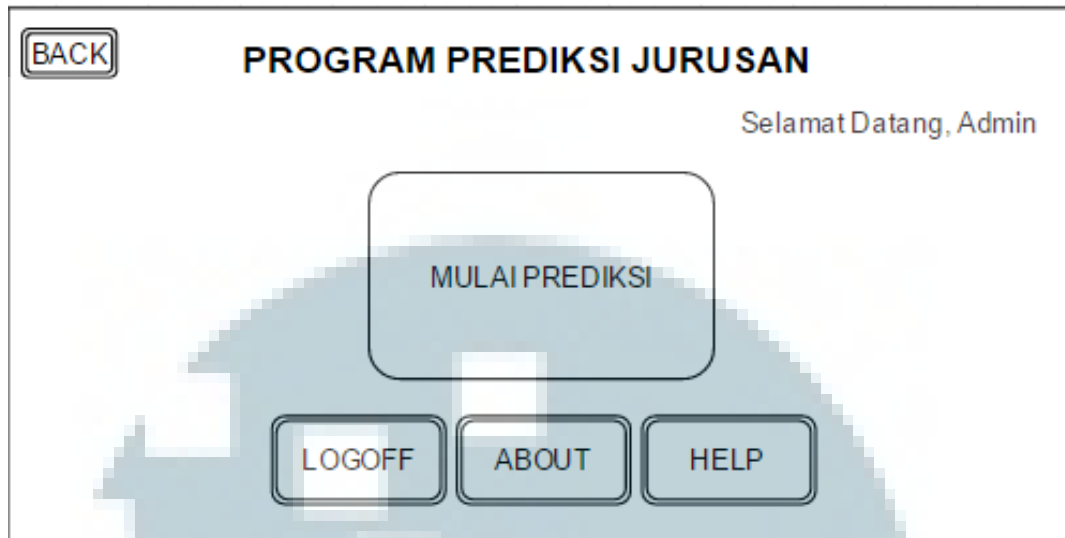 BACK
PROGRAM PREDIKSI JURUSAN
Selamat Datang, Admin
MULAI PREDIKSI
LOGOFF ABOUT HELP